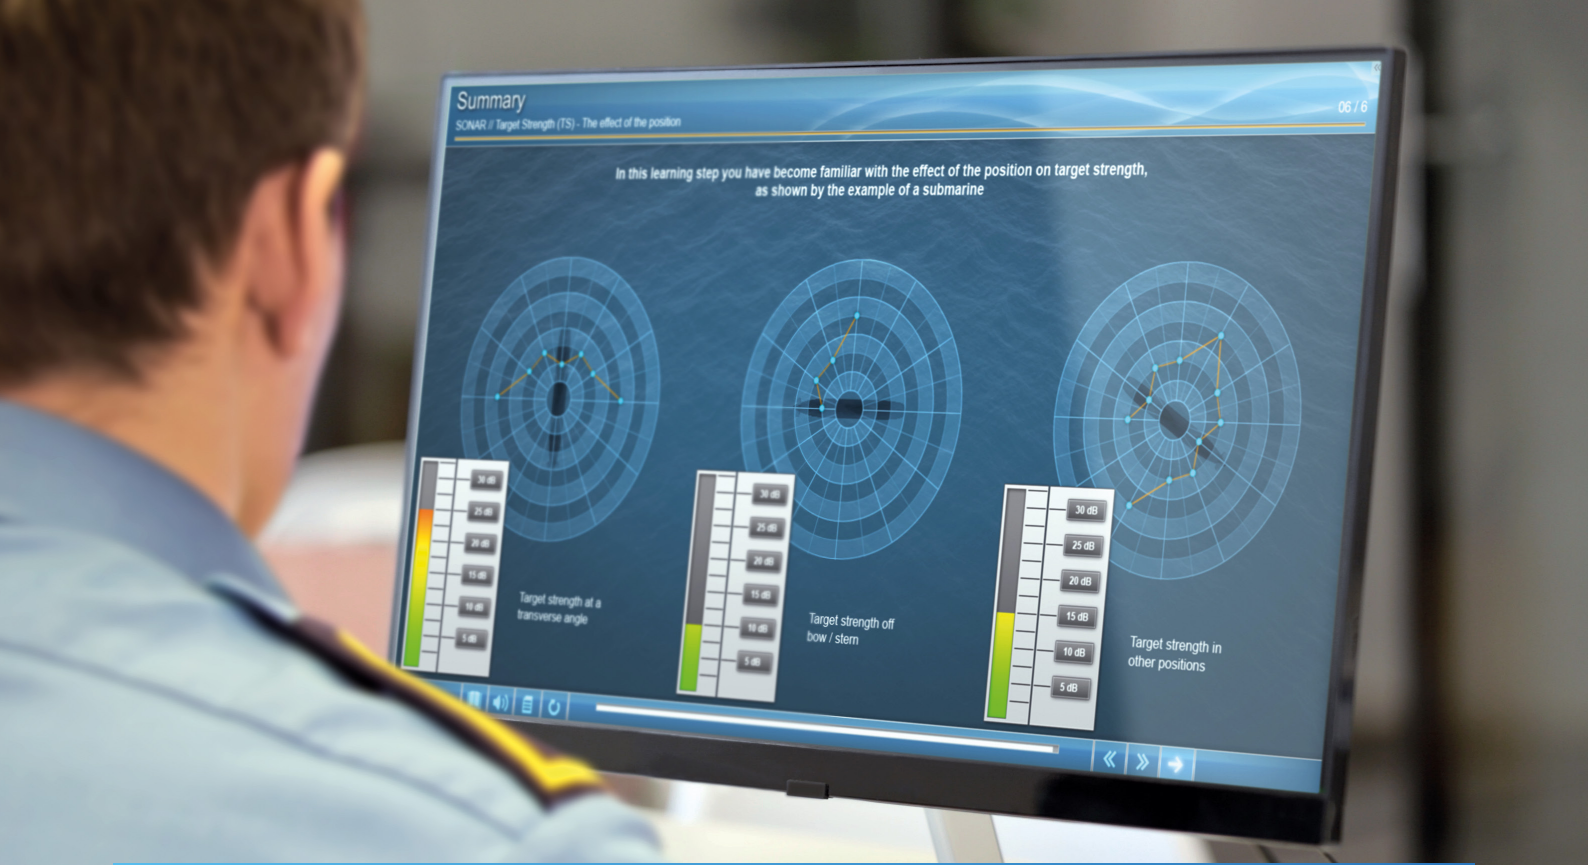 Summary
SONAR // Target Strength (TS) - The effect of the position
06 / 6
In this learning step you have become familiar with the effect of the position on target strength,
as shown by the example of a submarine
30 dB
25 dB
20 dB
15 dB
10 dB
5 dB
Target strength at a
transverse angle
30 dB
25 dB
20 dB
15 dB
10 dB
5 dB
Target strength off
bow / stern
30 dB
25 dB
20 dB
15 dB
10 dB
5 dB
Target strength in
other positions